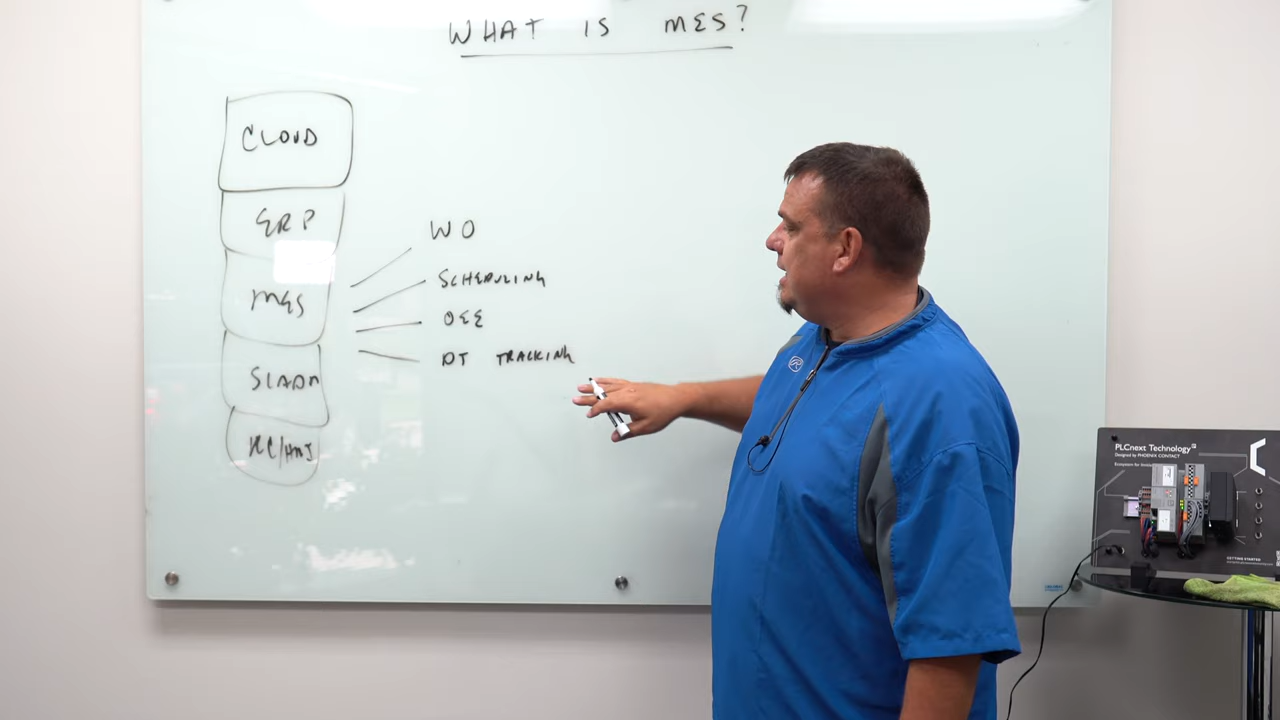 WHAT IS MES?
CLOUD
ERP
MES
SCADA
PLC/HMI
WO
SCHEDULING
OEE
DT TRACKING
PLCnext Technology
Designed by PHOENIX CONTACT
GETTING STARTED